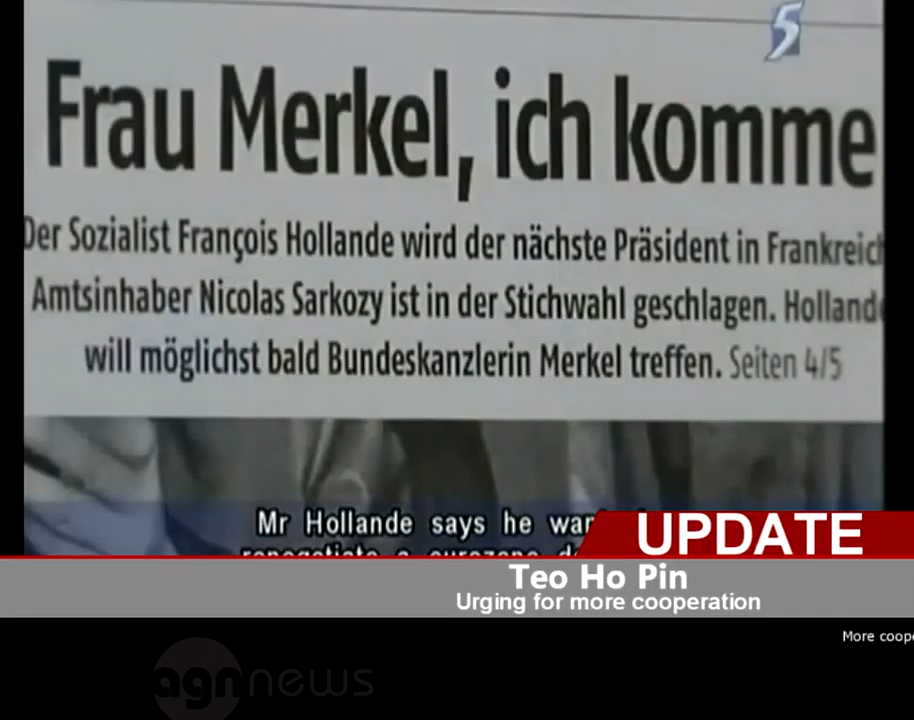 5
Frau Merkel, ich komme
Der Sozialist François Hollande wird der nächste Präsident in Frankreich
Amtsinhaber Nicolas Sarkozy ist in der Stichwahl geschlagen. Hollande
will möglichst bald Bundeskanzlerin Merkel treffen. Seiten 4/5
Mr Hollande says he
renegotiate a eurozone
UPDATE
Teo Ho Pin
Urging for more cooperation
More
agnnews